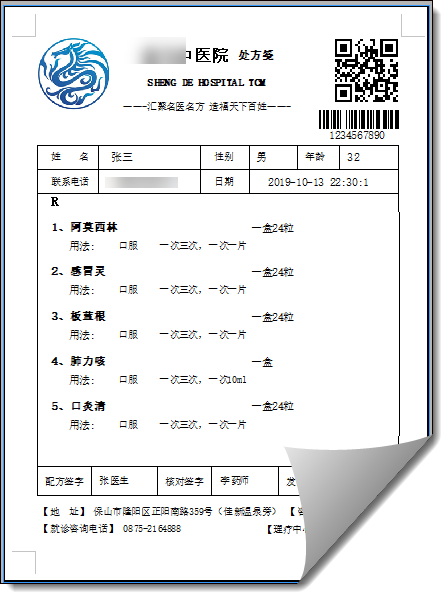 口医院 处方笺
SHENG DE HOSPITAL TCM
———汇聚名医名方 造福天下百姓———
1234567890
姓 名 张三 性别 男 年龄 32
联系电话 日期 2019-10-13 22:30:1
R
1、阿莫西林 一盒24粒
用法: 口服 一次三次, 一次一片
2、感冒灵 一盒24粒
用法: 口服 一次三次, 一次一片
3、板蓝根 一盒24粒
用法: 口服 一次三次, 一次一片
4、肺力咳 一盒
用法: 口服 一次三次, 一次10ml
5、口炎清 一盒24粒
用法: 口服 一次三次, 一次一片
配方签字 张医生 核对签字 李药师 发
【地 址】 保山市隆阳区正阳南路359号(佳新温泉旁) 【
【就诊咨询电话】 0875-2164888 【理疗中